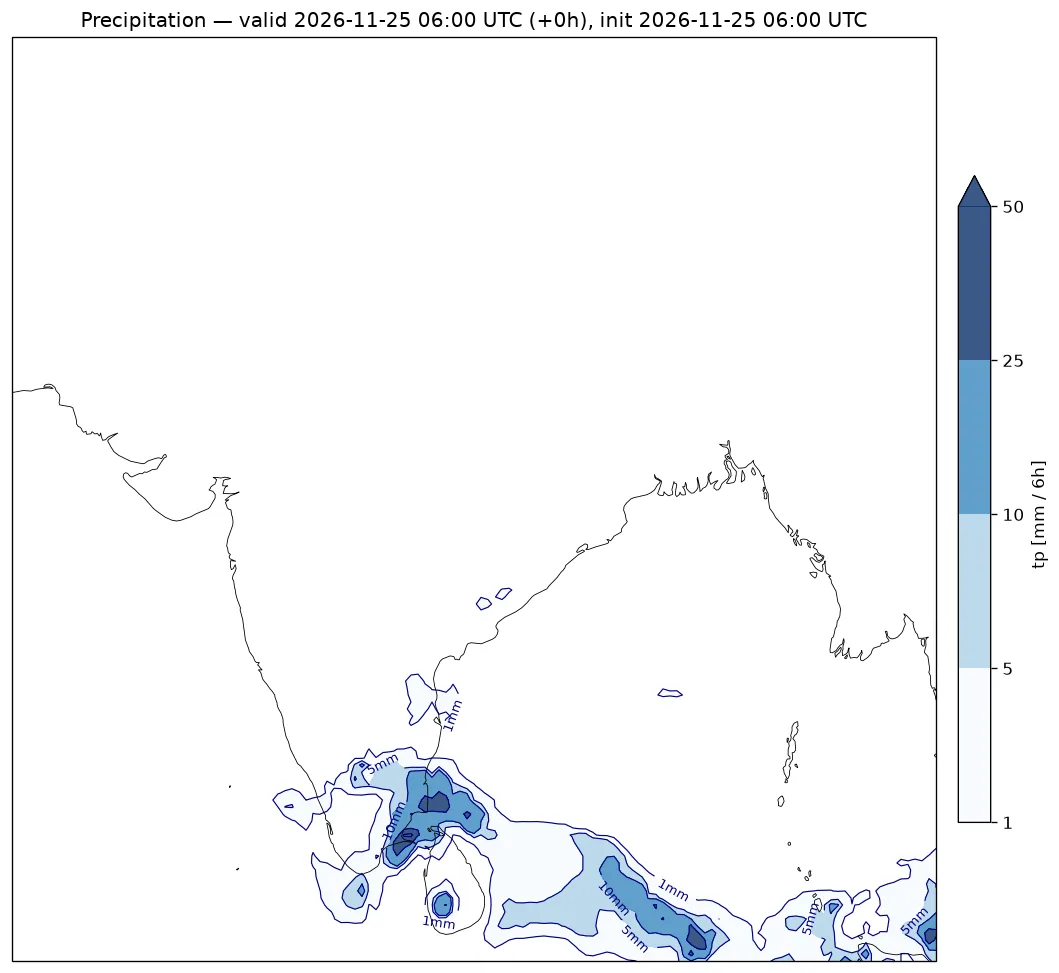 Precipitation — valid 2026-11-25 06:00 UTC (+0h), init 2026-11-25 06:00 UTC
50
25
10
5
1
tp [mm / 6h]
1mm
5mm
10mm
1mm
10mm
1mm
5mm
5mm
5mm